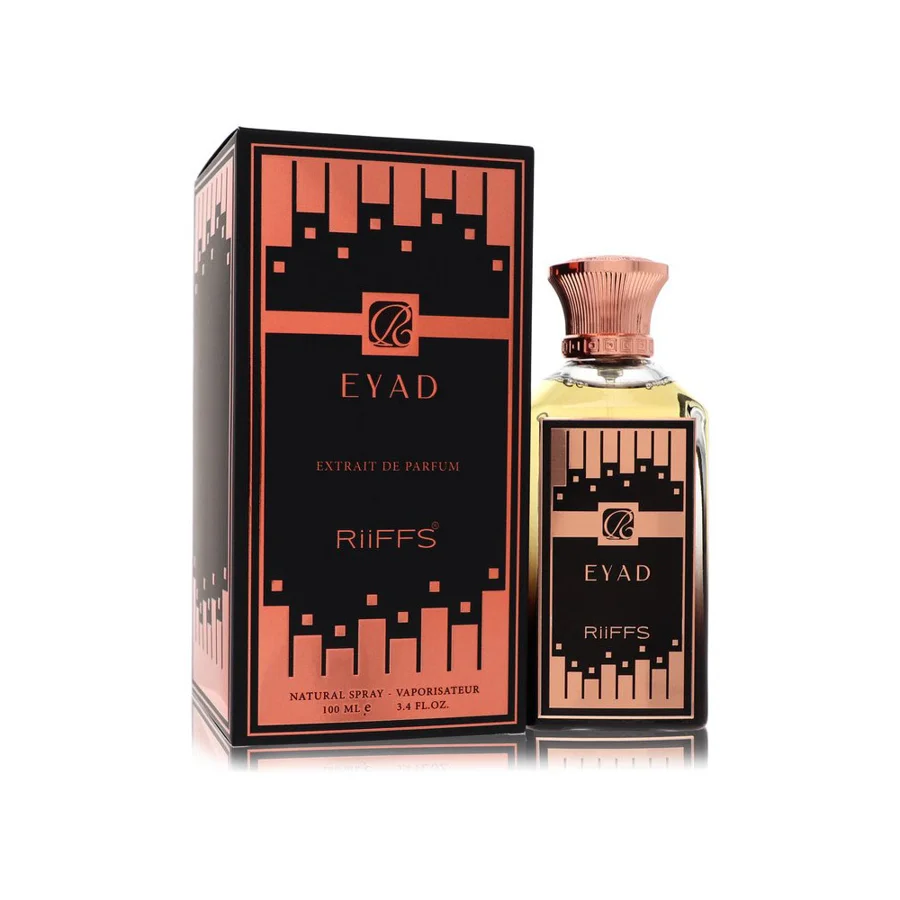 R
EYAD
EXTRAIT DE PARFUM
RiiFFS®
NATURAL SPRAY - VAPORISATEUR
100 ML ℮ 3.4 FL.OZ.
R
EYAD
RiiFFS